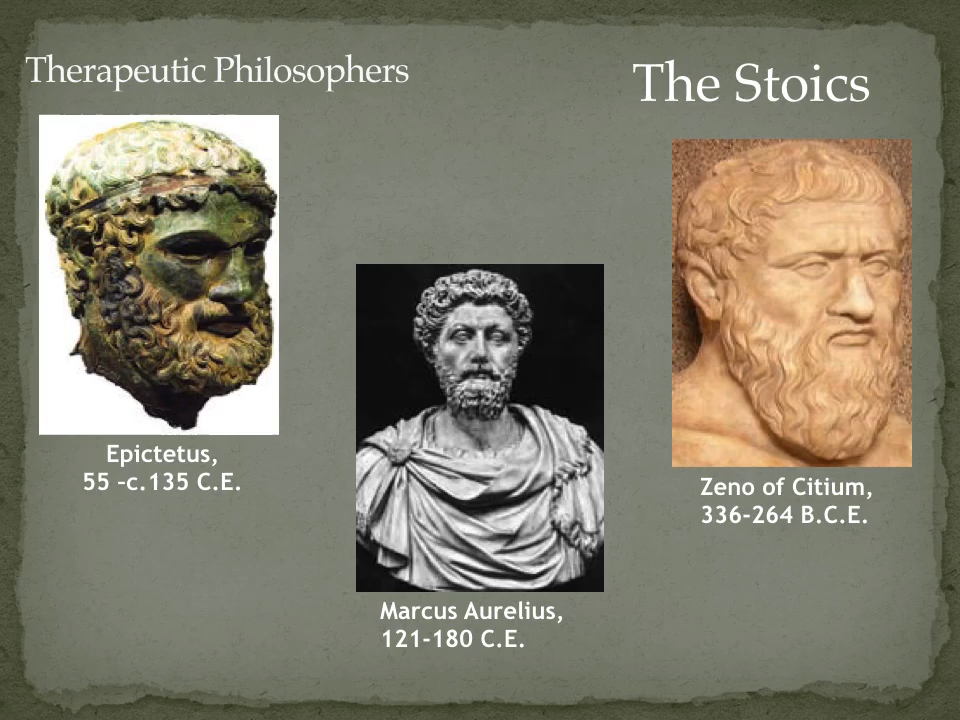 Therapeutic Philosophers
The Stoics
Epictetus,
55 –c.135 C.E.
Marcus Aurelius,
121-180 C.E.
Zeno of Citium,
336-264 B.C.E.